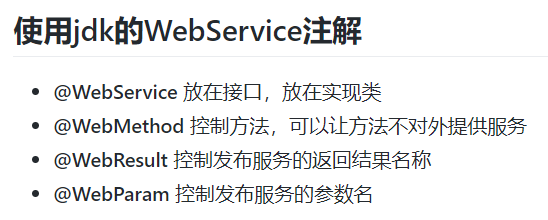 使用jdk的WebService注解
@WebService 放在接口，放在实现类
@WebMethod 控制方法，可以让方法不对外提供服务
@WebResult 控制发布服务的返回结果名称
@WebParam 控制发布服务的参数名